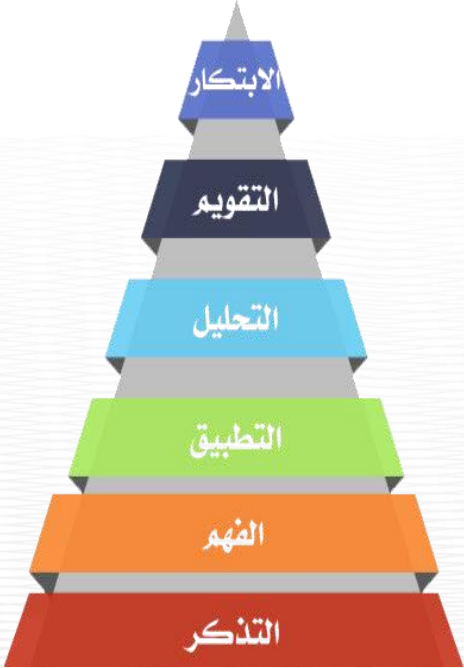 الابتكار
التقويم
التحليل
التطبيق
الفهم
التذكر